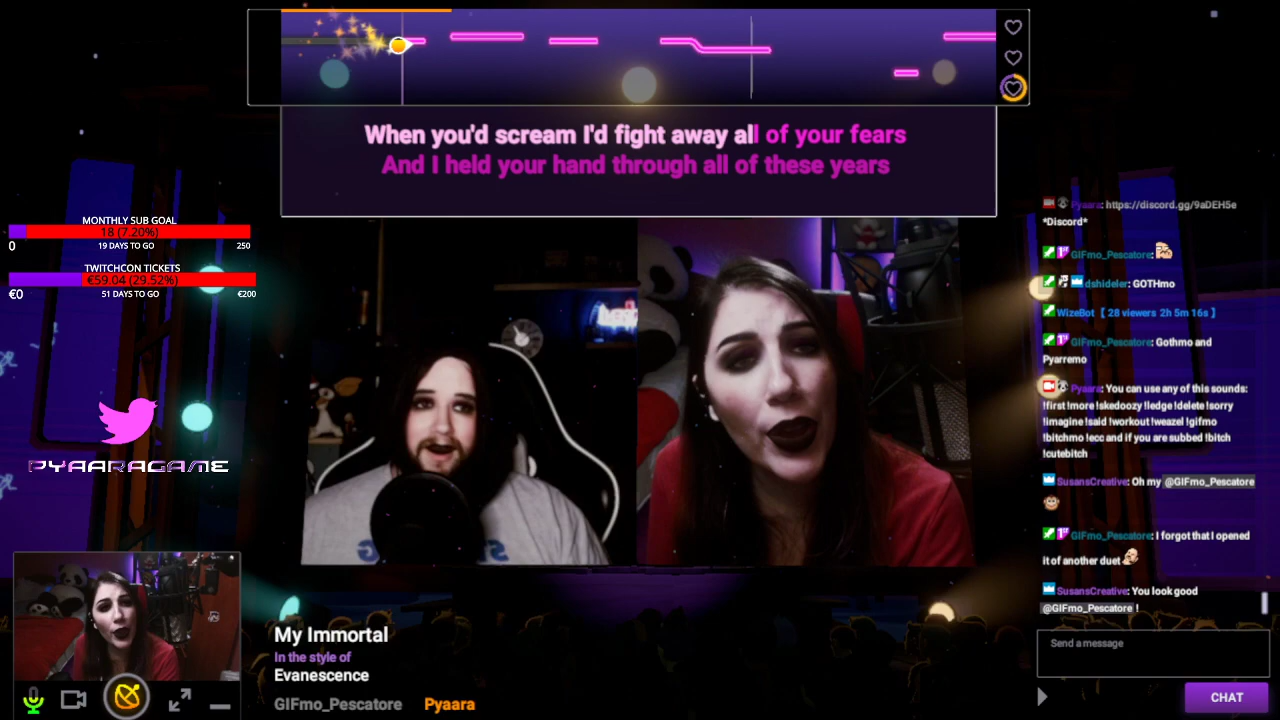 When you'd scream I'd fight away all of your fears
And I held your hand through all of these years
MONTHLY SUB GOAL
18 (7.20%)
0 19 DAYS TO GO 250
TWITCHCON TICKETS
€59.04 (29.52%)
€0 51 DAYS TO GO €200
PYAARAGAME
Pyaara: https://discord.gg/9aDEH5e
*Discord*
GIFmo_Pescatore:
dshideler: GOTHmo
WizeBot [ 28 viewers 2h 5m 16s ]
GIFmo_Pescatore: Gothmo and
Pyarremo
Pyaara: You can use any of this sounds:
!first !more !skedoozy !ledge !delete !sorry
!imagine !said !workout !weazel !gifmo
!bitchmo !ecc and if you are subbed !bitch
!cutebitch
SusansCreative: Oh my @GIFmo_Pescatore
GIFmo_Pescatore: I forgot that I opened
it of another duet
SusansCreative: You look good
@GIFmo_Pescatore !
Send a message
CHAT
My Immortal
In the style of
Evanescence
GIFmo_Pescatore Pyaara